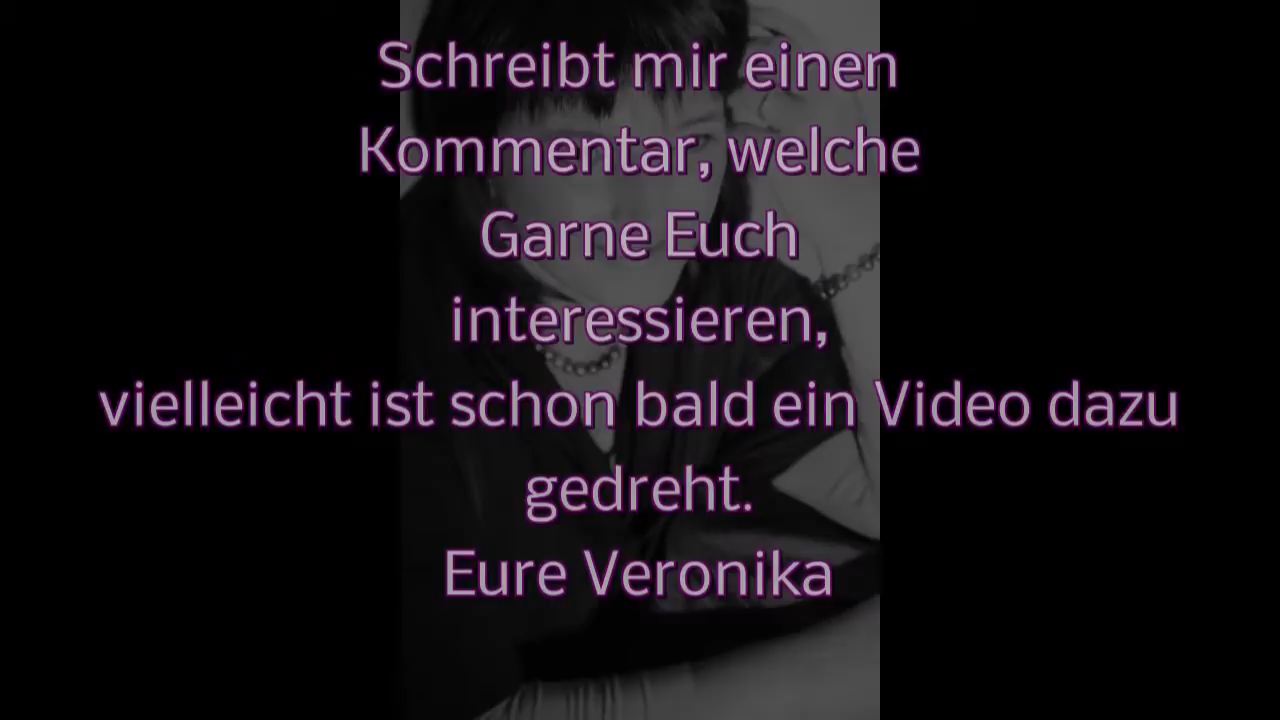 Schreibt mir einen
Kommentar, welche
Garne Euch
interessieren,
vielleicht ist schon bald ein Video dazu
gedreht.
Eure Veronika